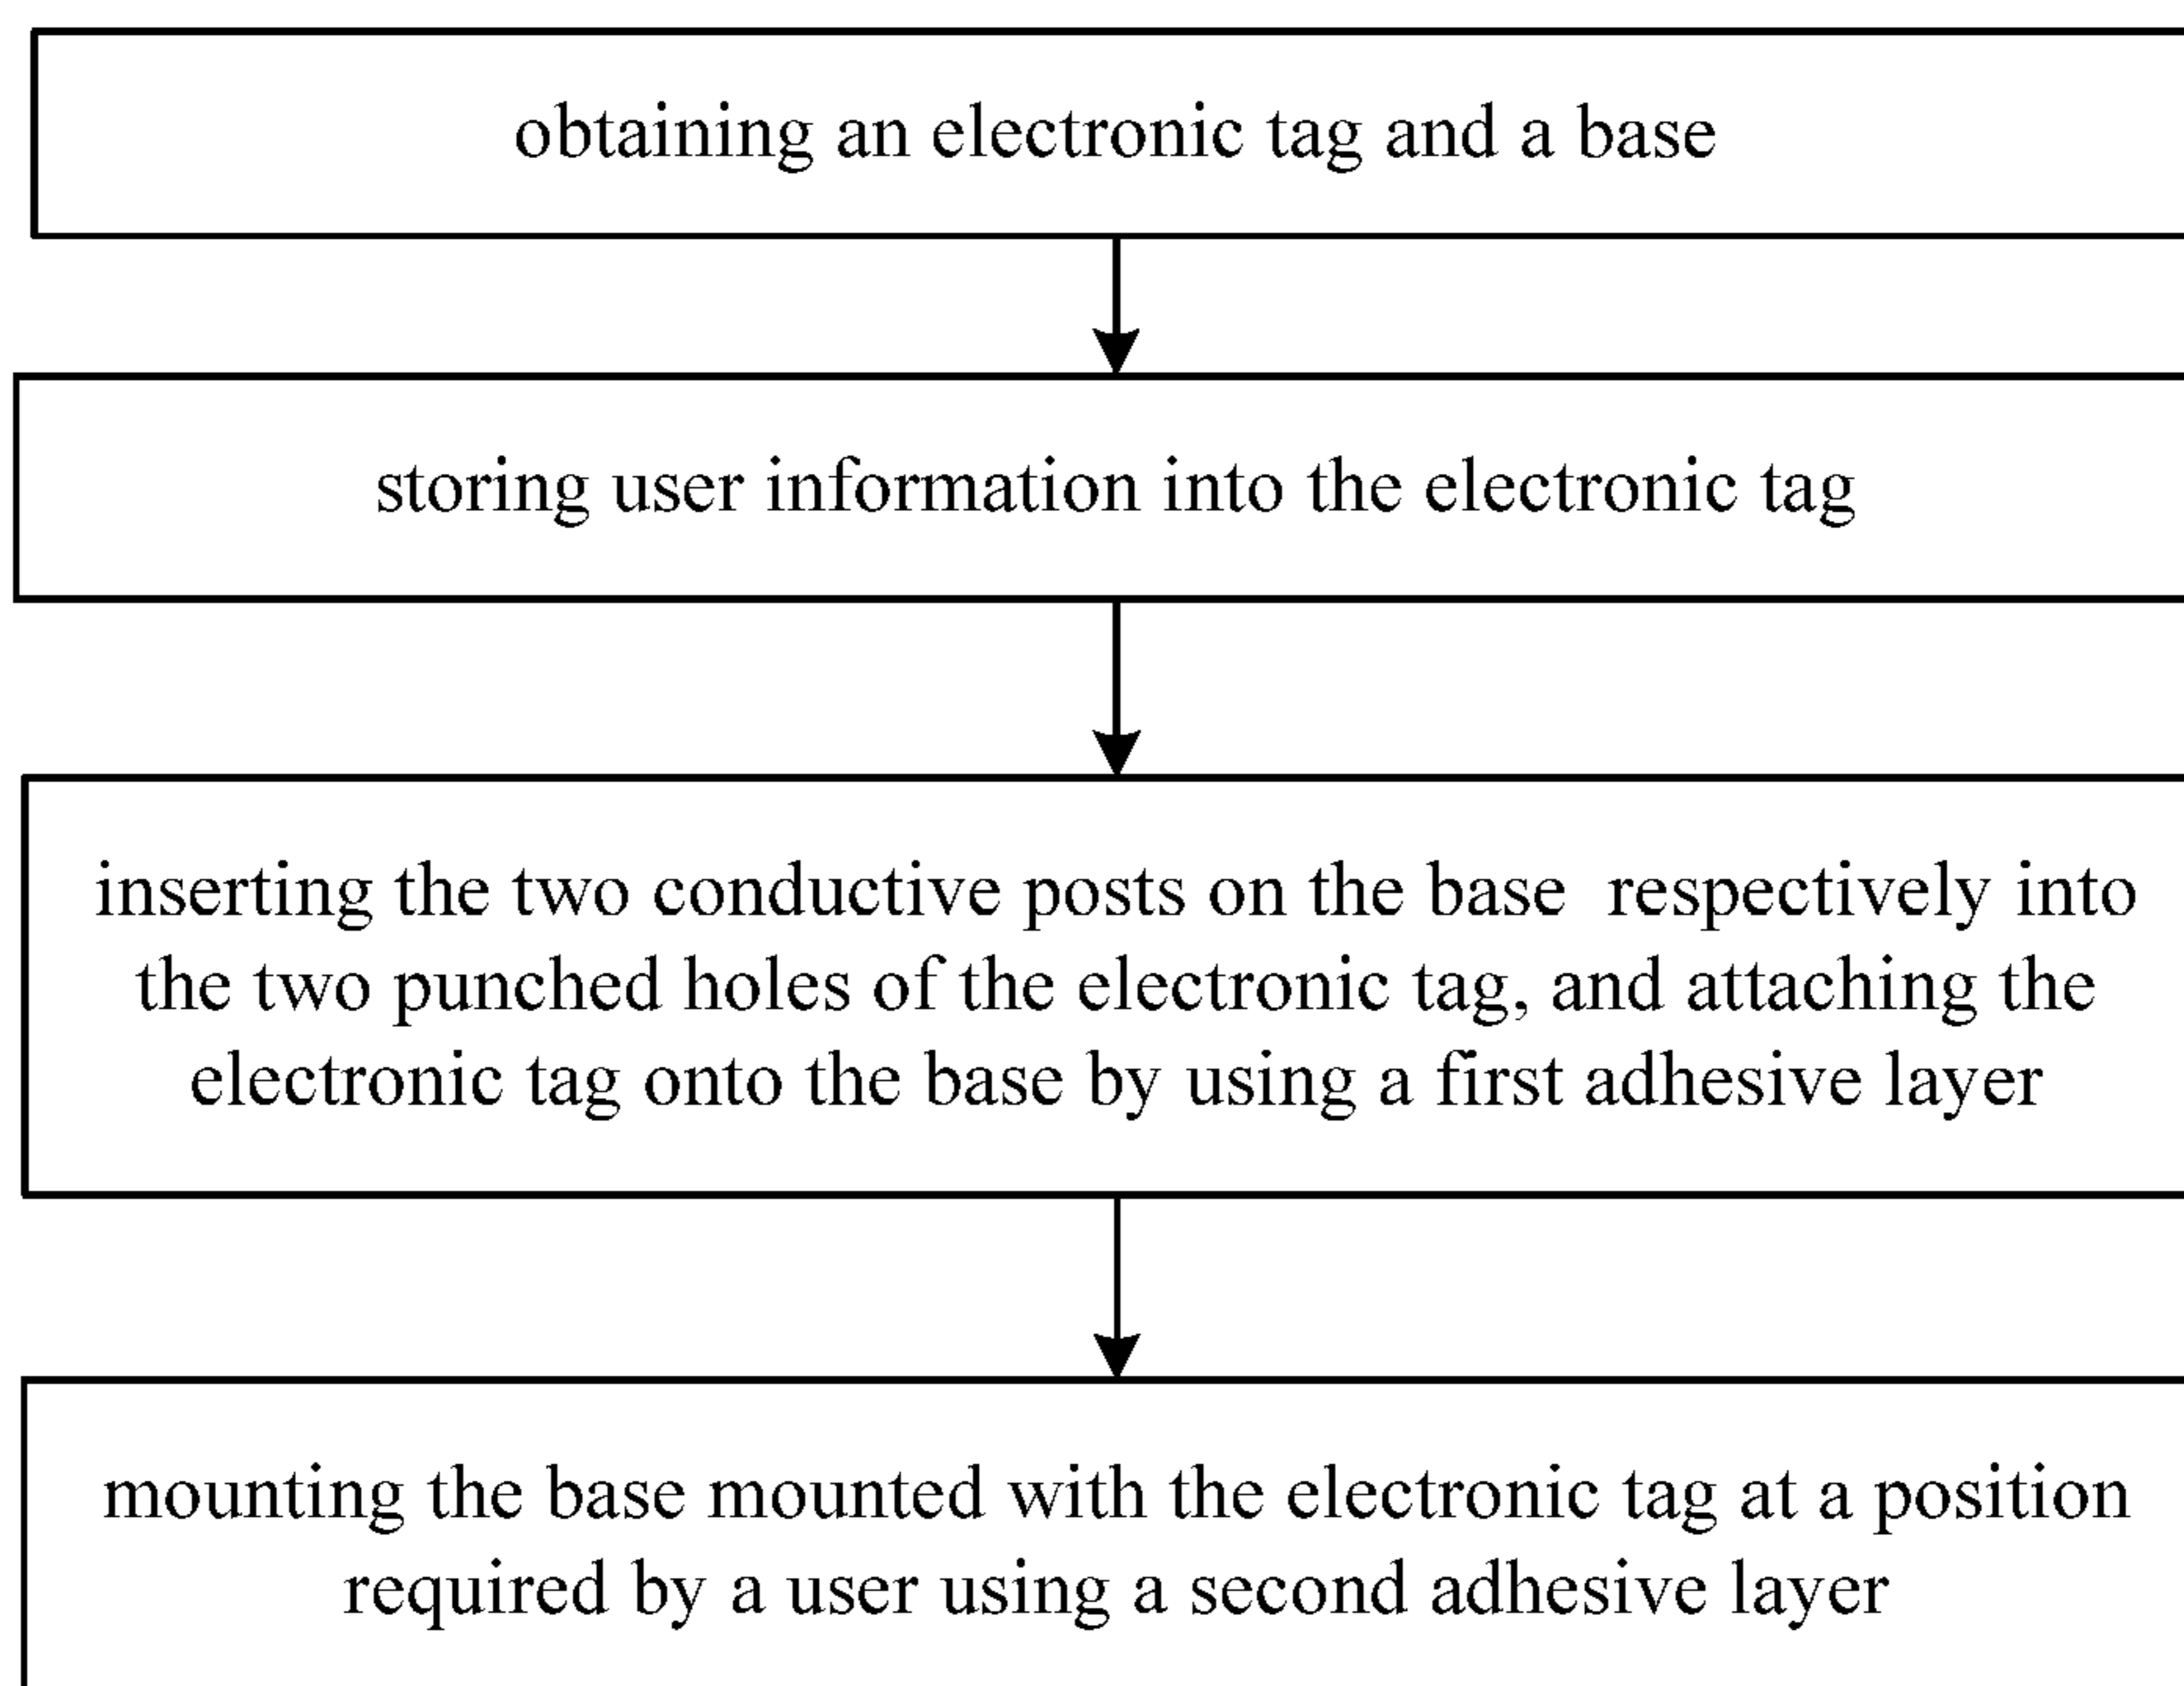 obtaining an electronic tag and a base
storing user information into the electronic tag
inserting the two conductive posts on the base respectively into
the two punched holes of the electronic tag, and attaching the
electronic tag onto the base by using a first adhesive layer
mounting the base mounted with the electronic tag at a position
required by a user using a second adhesive layer